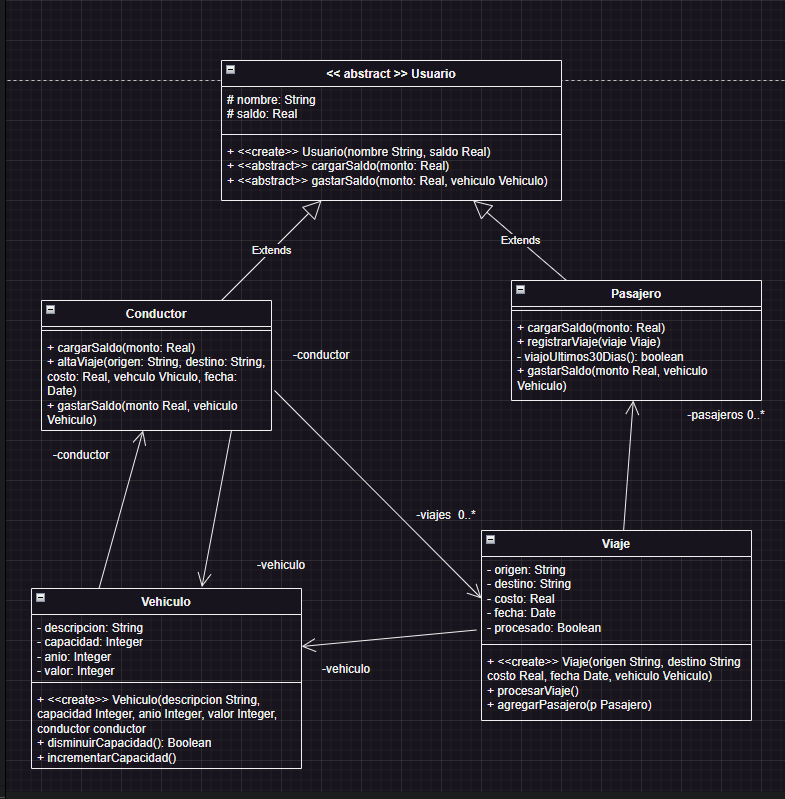 << abstract >> Usuario
# nombre: String
# saldo: Real
+ <<create>> Usuario(nombre String, saldo Real)
+ <<abstract>> cargarSaldo(monto: Real)
+ <<abstract>> gastarSaldo(monto: Real, vehiculo Vehiculo)
Extends
Extends
Conductor
+ cargarSaldo(monto: Real)
+ altaViaje(origen: String, destino: String,
costo: Real, vehculo Vhiculo, fecha:
Date)
+ gastarSaldo(monto Real, vehiculo
Vehiculo)
Pasajero
+ cargarSaldo(monto: Real)
+ registrarViaje(viaje Viaje)
- viajoUltimos30Dias(): boolean
+ gastarSaldo(monto Real, vehiculo
Vehiculo)
-conductor
-pasajeros 0..*
-conductor
-viajes 0..*
-vehiculo
Viaje
- origen: String
- destino: String
- costo: Real
- fecha: Date
- procesado: Boolean
+ <<create>> Viaje(origen String, destino String
costo Real, fecha Date, vehiculo Vehiculo)
+ procesarViaje()
+ agregarPasajero(p Pasajero)
-vehiculo
Vehiculo
- descripcion: String
- capacidad: Integer
- anio: Integer
- valor: Integer
+ <<create>> Vehiculo(descripcion String,
capacidad Integer, anio Integer, valor Integer,
conductor conductor
+ disminuirCapacidad(): Boolean
+ incrementarCapacidad()